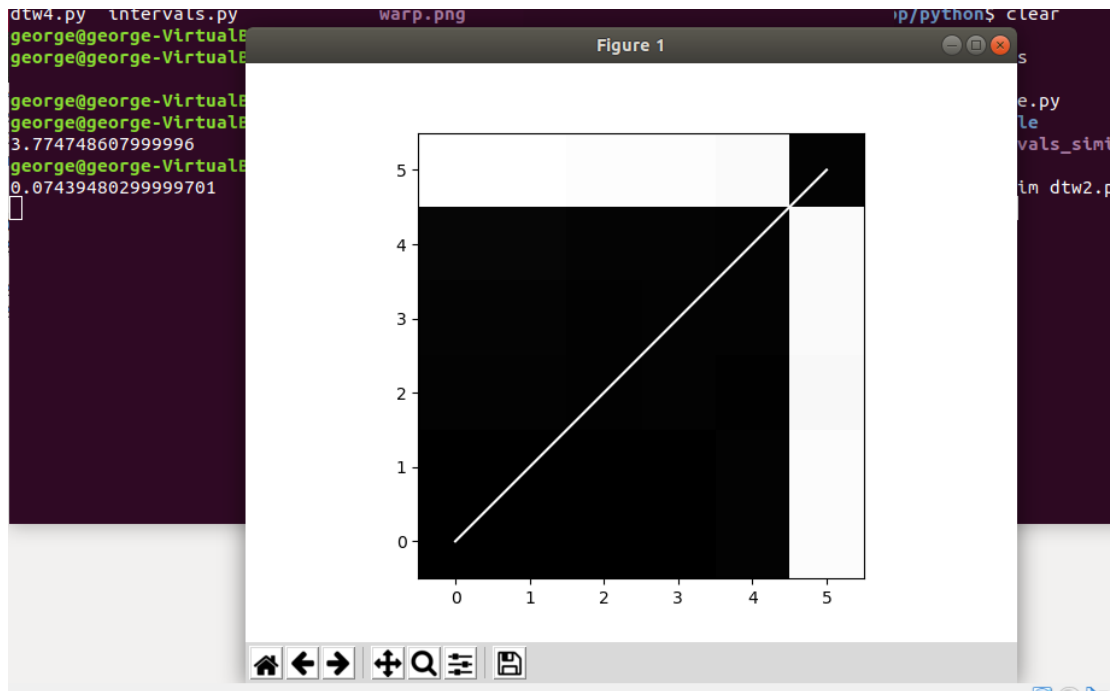 dtw4.py intervals.py warp.png op/python$ clear
george@george-VirtualB
Figure 1
george@george-VirtualB s
george@george-VirtualB e.py
george@george-VirtualB le
3.774748607999996 vals_simi
george@george-VirtualB
0.07439480299999701 im dtw2.p
5
4
3
2
1
0
0 1 2 3 4 5